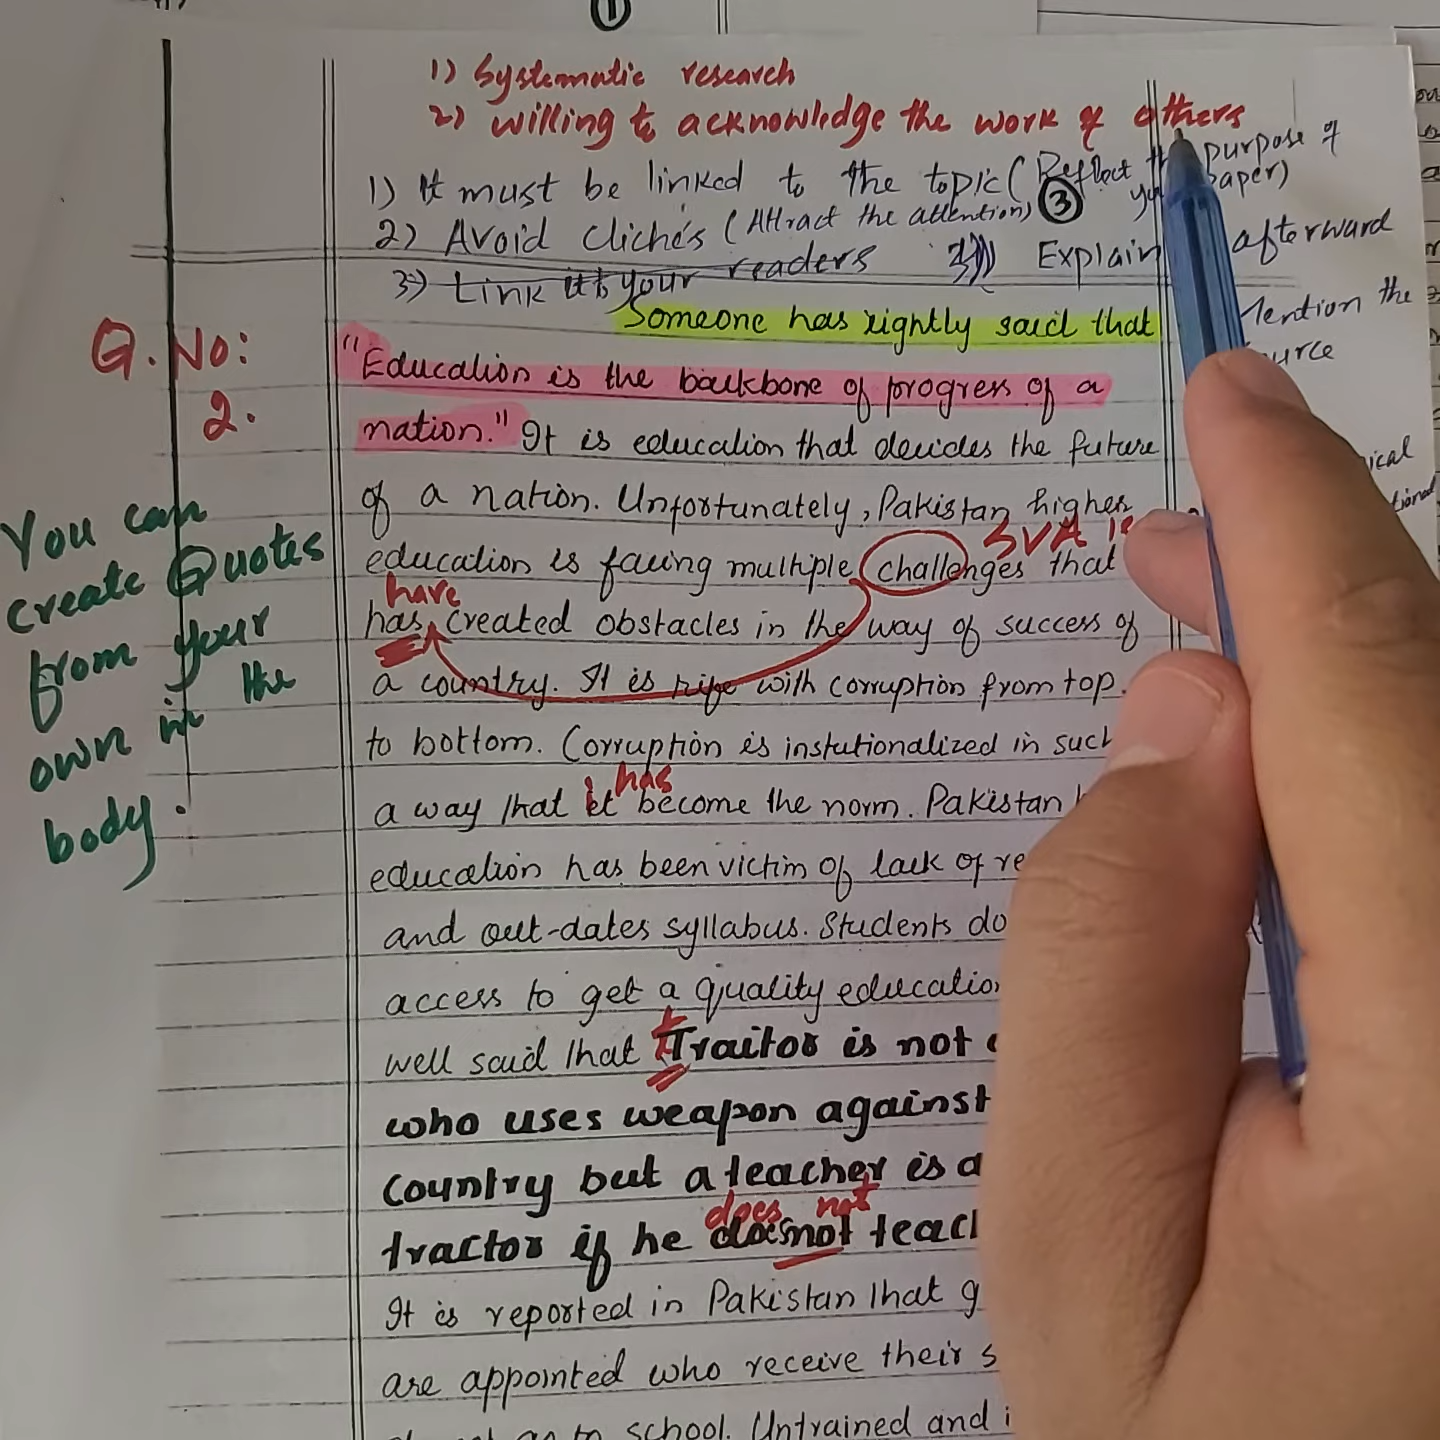 1) Systematic research
2) willing to acknowledge the work of others
1) It must be linked to the topic (Reflect the purpose of
your paper)
2) Avoid Cliche's (Attract the attention) 3
3) Link it to your readers 3) Explain afterward
Mention the
source
Someone has rightly said that
Q.No:
2.
"Education is the backbone of progress of a
nation." It is education that decides the future
of a nation. Unfortunately, Pakistan higher
SVA is
education is facing multiple challenges that
have
has created obstacles in the way of success of
a country. It is rife with corruption from top
to bottom. Corruption is instutionalized in such
has
a way that it become the norm. Pakistan
education has been victim of lack of
and out-dates syllabus. Students do
access to get a quality education
t
well said that Traitor is not
who uses weapon against
country but a teacher is a
does not
tractor if he doesnot teach
It is reported in Pakistan that
are appointed who receive their
to school. Untrained and
You can
create Quotes
from your
own in the
body.